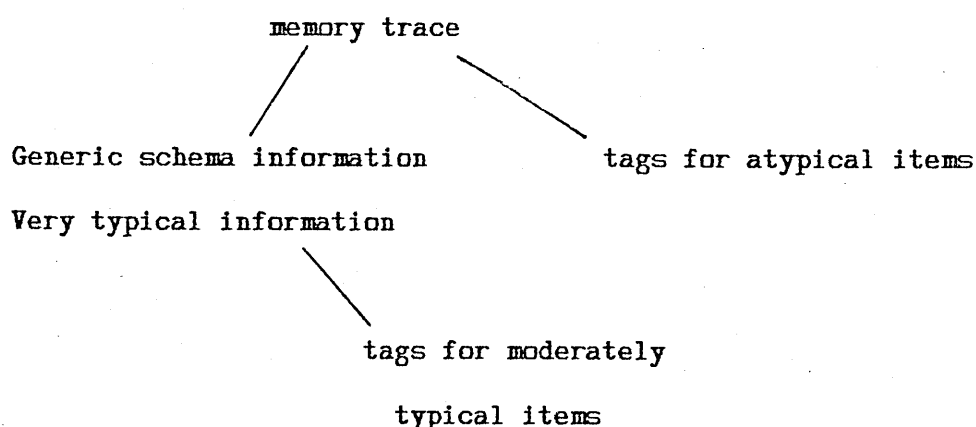 memory trace
Generic schema information
tags for atypical items
Very typical information
tags for moderately
typical items